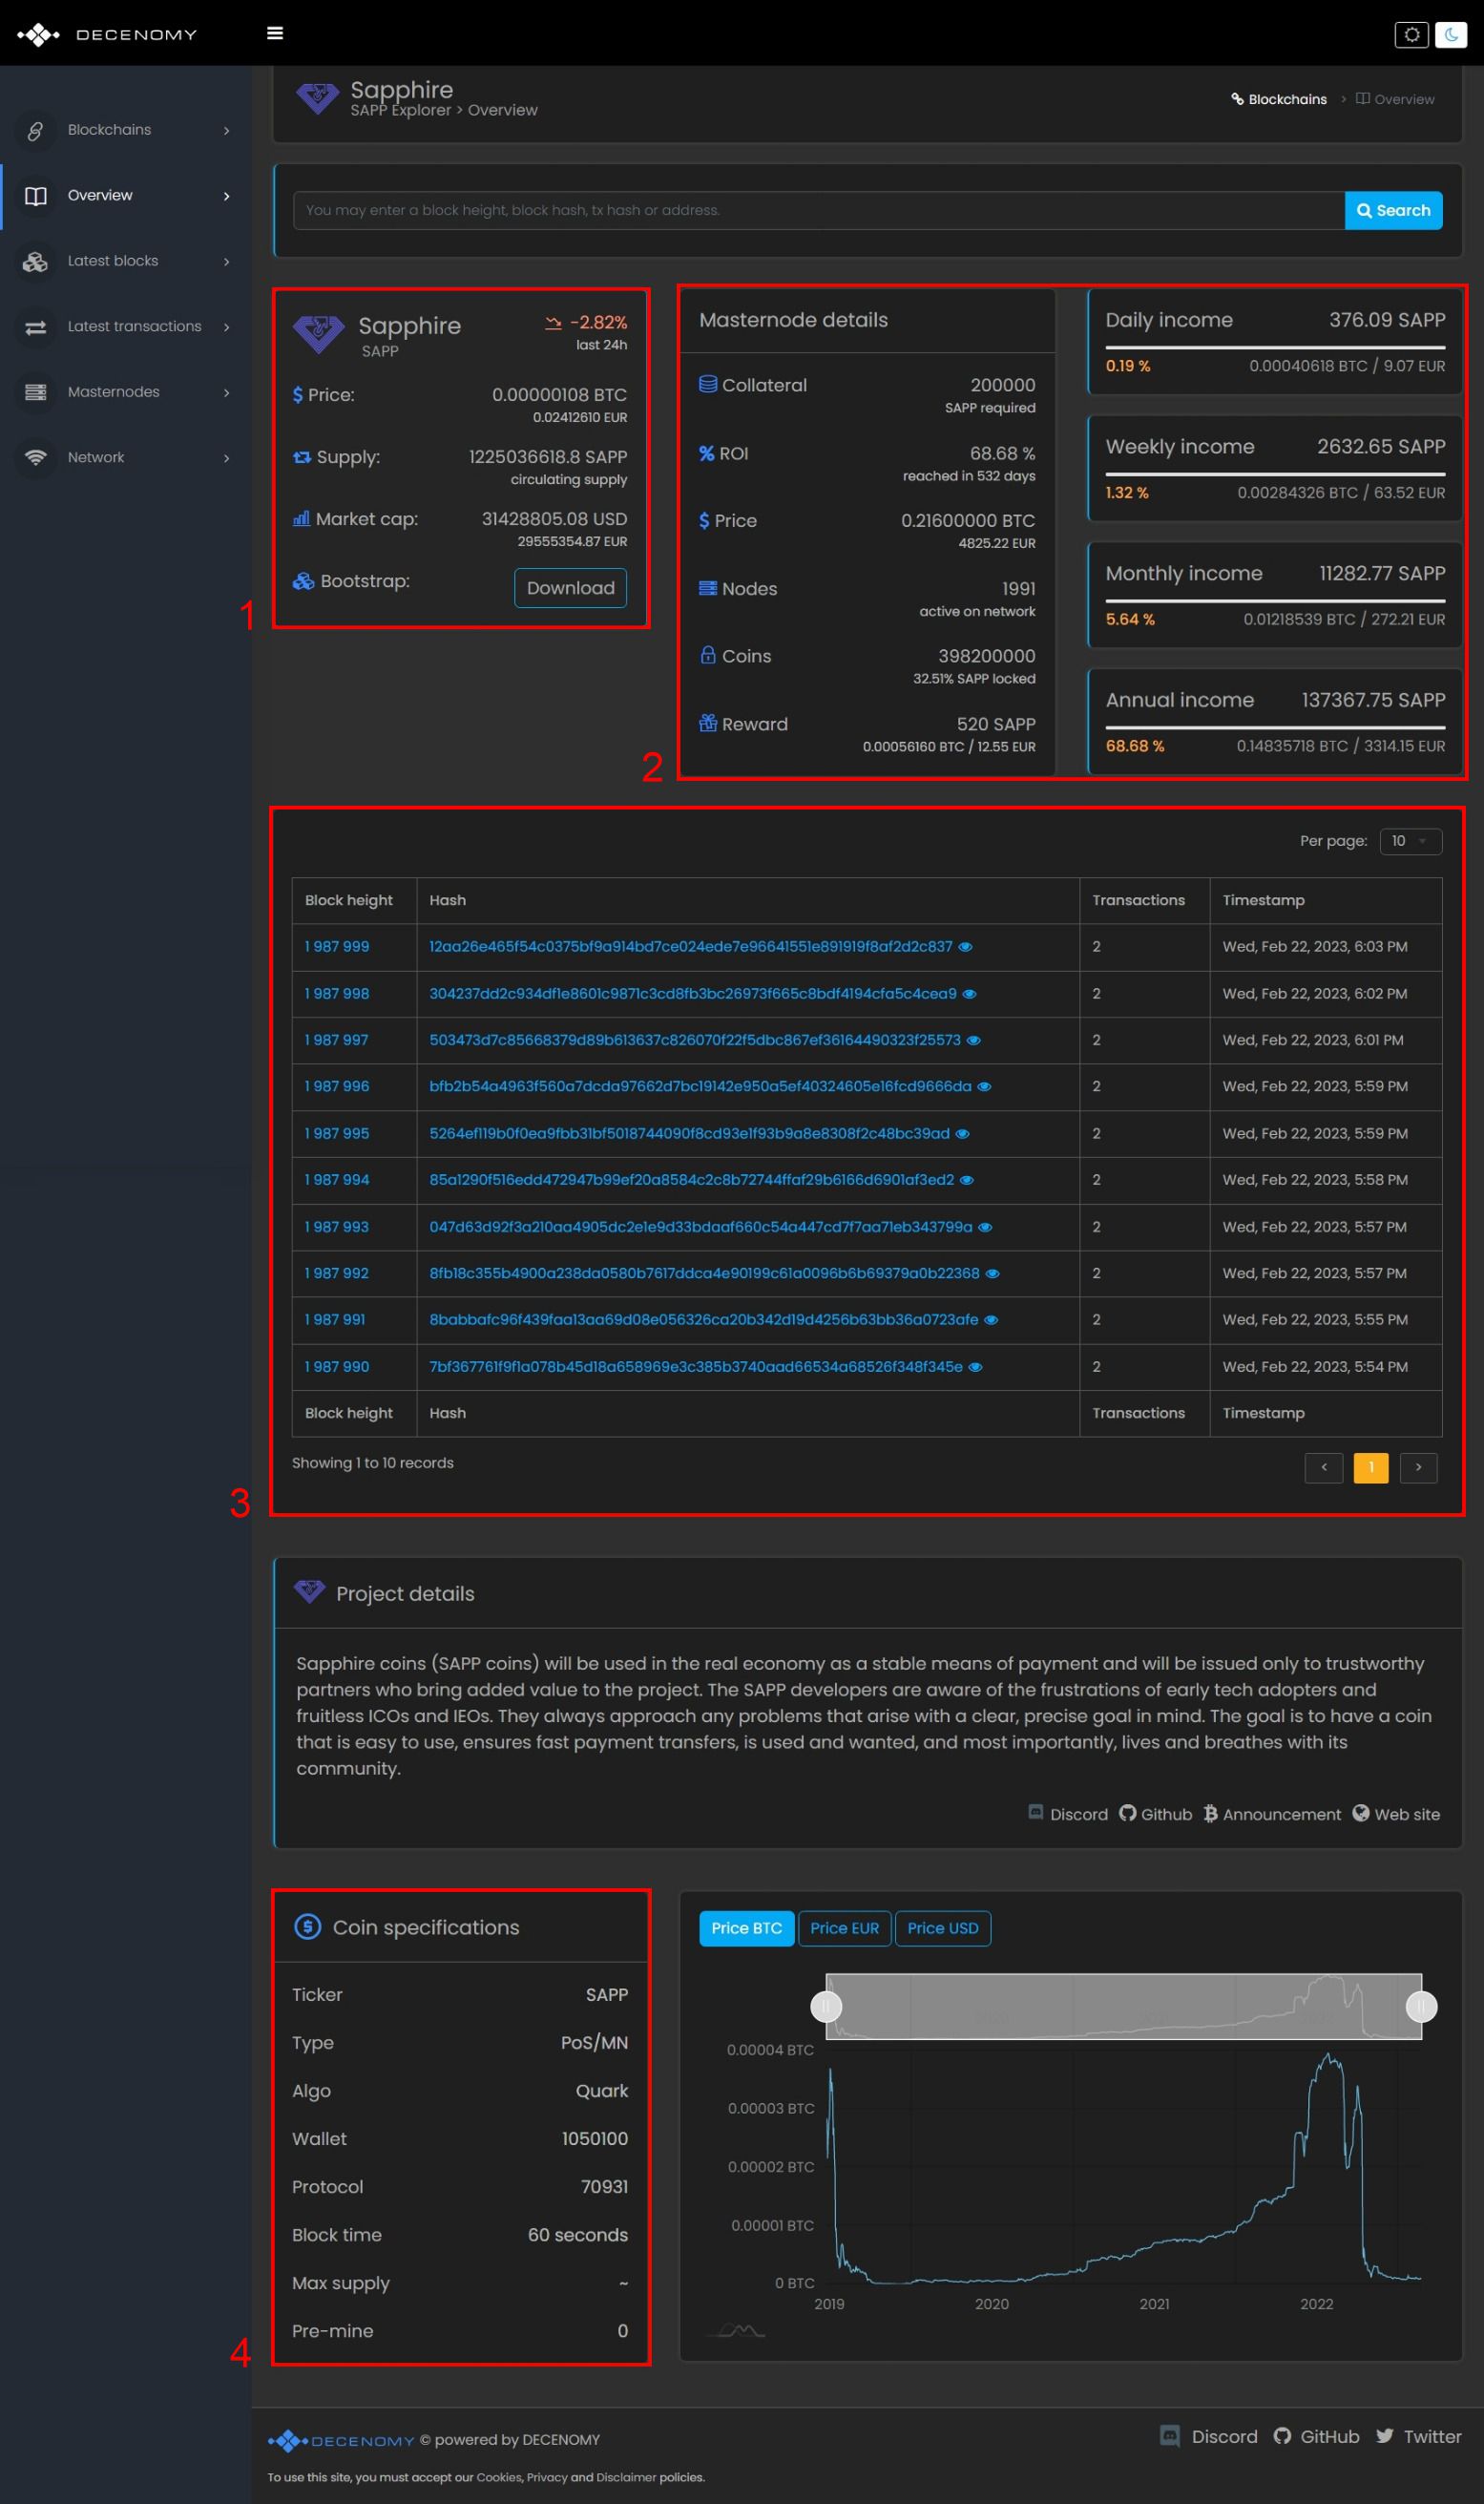 DECENOMY
Blockchains
Overview
Latest blocks
Latest transactions
Masternodes
Network
Sapphire
SAPP Explorer > Overview
Blockchains > Overview
You may enter a block height, block hash, tx hash or address.
Search
1
Sapphire
SAPP
-2.82%
last 24h
Price: 0.00000108 BTC
0.02412610 EUR
Supply: 1225036618.8 SAPP
circulating supply
Market cap: 31428805.08 USD
29555354.87 EUR
Bootstrap: Download
2
Masternode details
Collateral 200000
SAPP required
ROI 68.68 %
reached in 532 days
Price 0.21600000 BTC
4825.22 EUR
Nodes 1991
active on network
Coins 398200000
32.51% SAPP locked
Reward 520 SAPP
0.00056160 BTC / 12.55 EUR
Daily income 376.09 SAPP
0.19 % 0.00040618 BTC / 9.07 EUR
Weekly income 2632.65 SAPP
1.32 % 0.00284326 BTC / 63.52 EUR
Monthly income 11282.77 SAPP
5.64 % 0.01218539 BTC / 272.21 EUR
Annual income 137367.75 SAPP
68.68 % 0.14835718 BTC / 3314.15 EUR
3
Per page: 10
Block height Hash Transactions Timestamp
1 987 999 12aa26e465f54c0375bf9a914bd7ce024ede7e96641551e891919f8af2d2c837 2 Wed, Feb 22, 2023, 6:03 PM
1 987 998 304237dd2c934df1e8601c9871c3cd8fb3bc26973f665c8bdf4194cfa5c4cea9 2 Wed, Feb 22, 2023, 6:02 PM
1 987 997 503473d7c85668379d89b613637c826070f22f5dbc867ef36164490323f25573 2 Wed, Feb 22, 2023, 6:01 PM
1 987 996 bfb2b54a4963f560a7dcda97662d7bc19142e950a5ef40324605e16fcd9666da 2 Wed, Feb 22, 2023, 5:59 PM
1 987 995 5264ef119b0f0ea9fbb31bf5018744090f8cd93e1f93b9a8e8308f2c48bc39ad 2 Wed, Feb 22, 2023, 5:59 PM
1 987 994 85a1290f516edd472947b99ef20a8584c2c8b72744ffaf29b6166d6901af3ed2 2 Wed, Feb 22, 2023, 5:58 PM
1 987 993 047d63d92f3a210aa4905dc2e1e9d33bdaaf660c54a447cd7f7aa71eb343799a 2 Wed, Feb 22, 2023, 5:57 PM
1 987 992 8fb18c355b4900a238da0580b7617ddca4e90199c61a0096b6b69379a0b22368 2 Wed, Feb 22, 2023, 5:57 PM
1 987 991 8babbafc96f439faa13aa69d08e056326ca20b342d19d4256b63bb36a0723afe 2 Wed, Feb 22, 2023, 5:55 PM
1 987 990 7bf367761f9f1a078b45d18a658969e3c385b3740aad66534a68526f348f345e 2 Wed, Feb 22, 2023, 5:54 PM
Block height Hash Transactions Timestamp
Showing 1 to 10 records
< 1 >
Project details
Sapphire coins (SAPP coins) will be used in the real economy as a stable means of payment and will be issued only to trustworthy
partners who bring added value to the project. The SAPP developers are aware of the frustrations of early tech adopters and
fruitless ICOs and IEOs. They always approach any problems that arise with a clear, precise goal in mind. The goal is to have a coin
that is easy to use, ensures fast payment transfers, is used and wanted, and most importantly, lives and breathes with its
community.
Discord Github Announcement Web site
4
Coin specifications
Ticker SAPP
Type PoS/MN
Algo Quark
Wallet 1050100
Protocol 70931
Block time 60 seconds
Max supply ~
Pre-mine 0
Price BTC Price EUR Price USD
0.00004 BTC
0.00003 BTC
0.00002 BTC
0.00001 BTC
0 BTC
2019 2020 2021 2022
DECENOMY © powered by DECENOMY
Discord GitHub Twitter
To use this site, you must accept our Cookies, Privacy and Disclaimer policies.